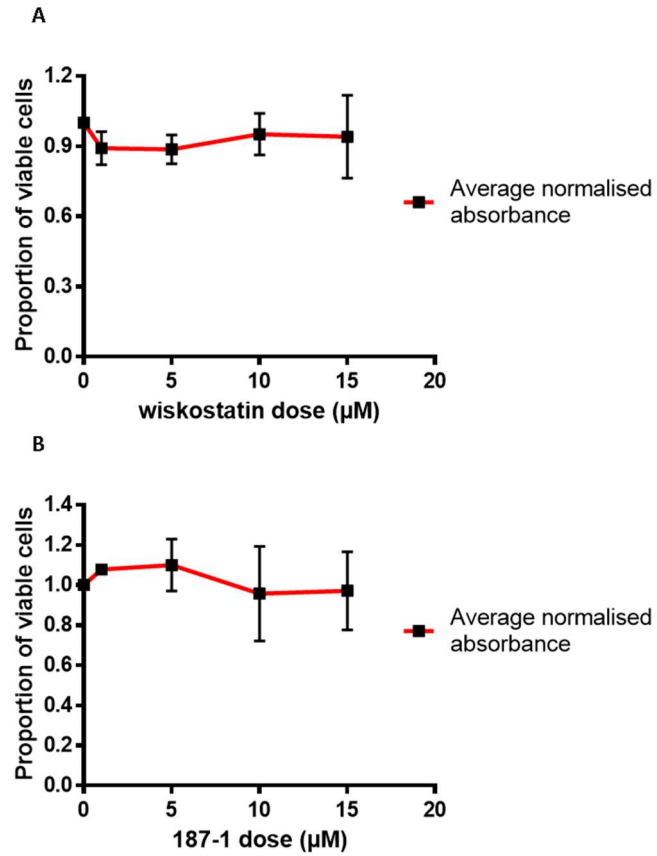 A
1.2
0.9
0.6
0.3
0.0
Proportion of viable cells
0 5 10 15 20
wiskostatin dose (µM)
Average normalised
absorbance
B
1.4
1.2
1.0
0.8
0.6
0.4
0.2
0.0
Proportion of viable cells
0 5 10 15 20
187-1 dose (µM)
Average normalised
absorbance